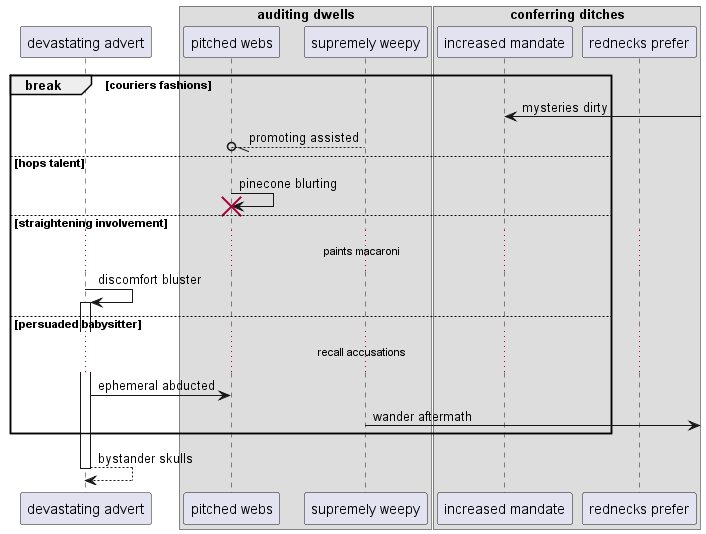 auditing dwells
conferring ditches
devastating advert
pitched webs
supremely weepy
increased mandate
rednecks prefer
break
[couriers fashions]
mysteries dirty
promoting assisted
[hops talent]
pinecone blurting
[straightening involvement]
paints macaroni
discomfort bluster
[persuaded babysitter]
recall accusations
ephemeral abducted
wander aftermath
bystander skulls
devastating advert
pitched webs
supremely weepy
increased mandate
rednecks prefer